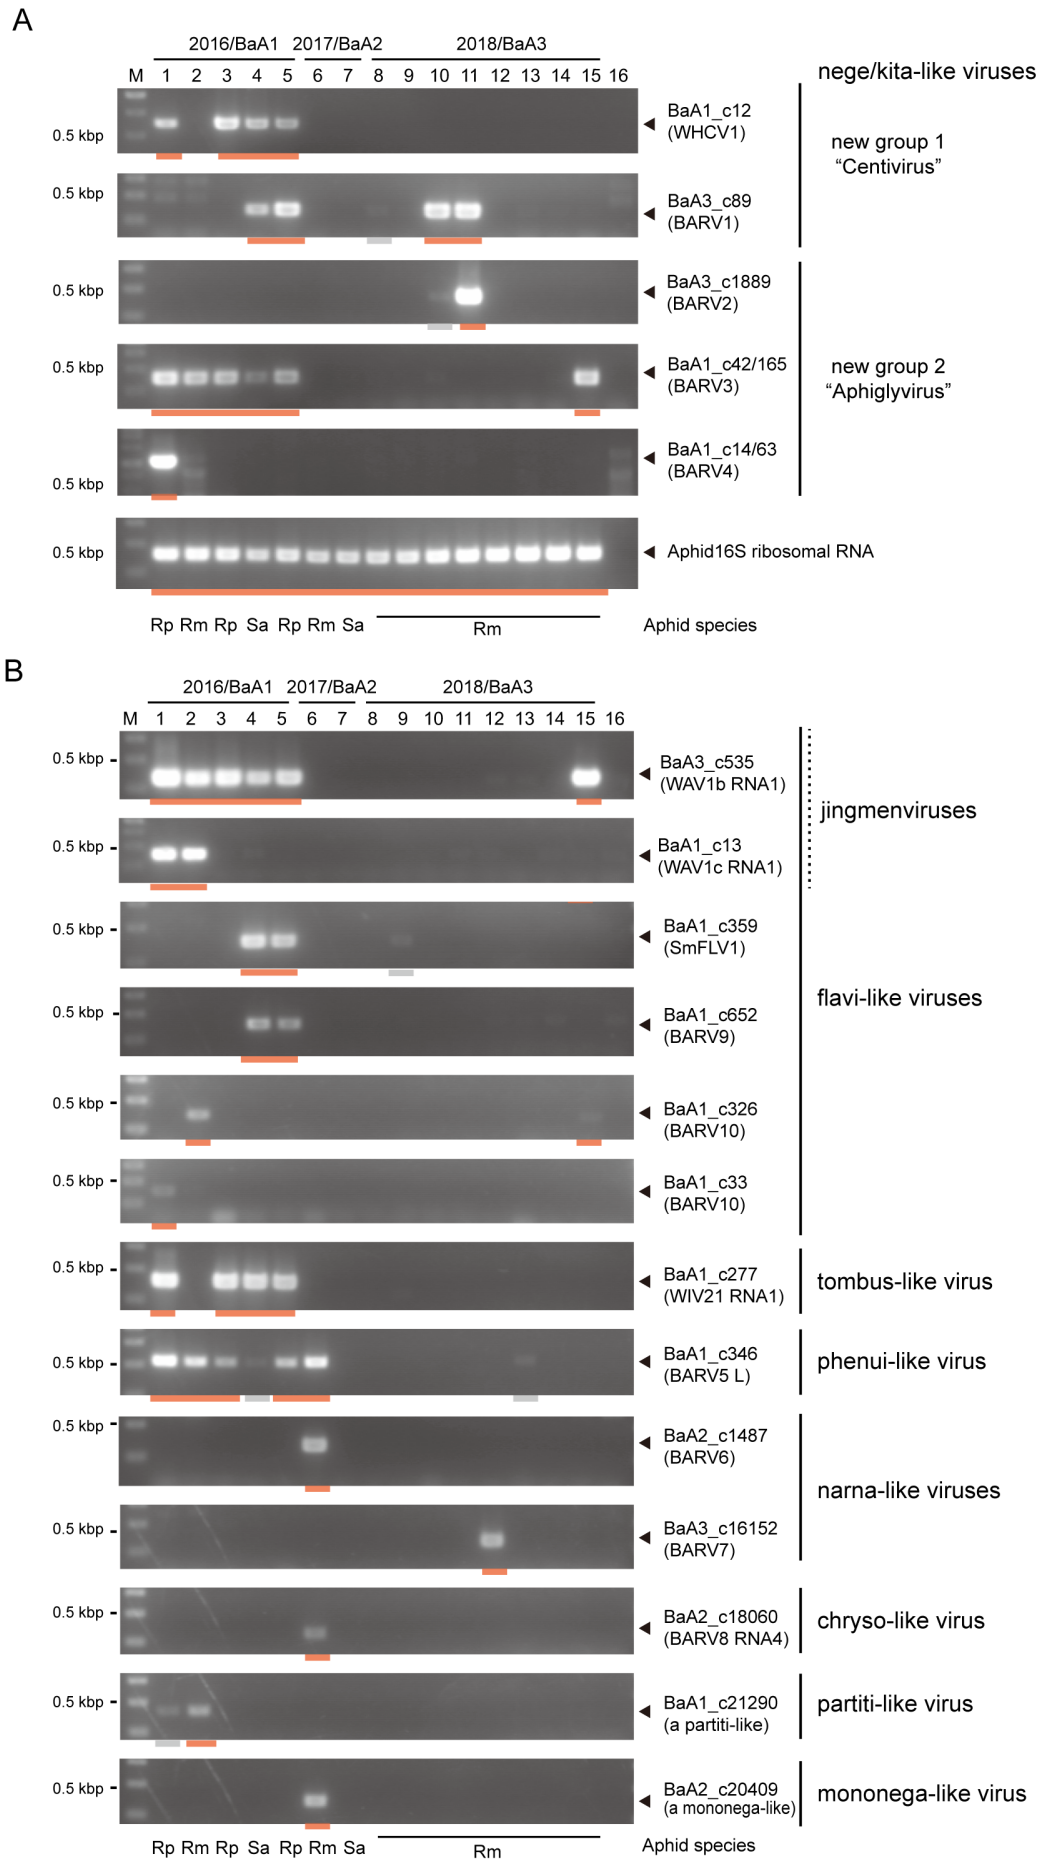 A
2016/BaA1 2017/BaA2 2018/BaA3
M 1 2 3 4 5 6 7 8 9 10 11 12 13 14 15 16
nege/kita-like viruses
0.5 kbp
BaA1_c12
(WHCV1)
new group 1
“Centivirus”
0.5 kbp
BaA3_c89
(BARV1)
0.5 kbp
BaA3_c1889
(BARV2)
0.5 kbp
BaA1_c42/165
(BARV3)
new group 2
“Aphiglyvirus”
0.5 kbp
BaA1_c14/63
(BARV4)
0.5 kbp
Aphid16S ribosomal RNA
Rp Rm Rp Sa Rp Rm Sa Rm Aphid species
B
2016/BaA1 2017/BaA2 2018/BaA3
M 1 2 3 4 5 6 7 8 9 10 11 12 13 14 15 16
0.5 kbp
BaA3_c535
(WAV1b RNA1)
jingmenviruses
0.5 kbp
BaA1_c13
(WAV1c RNA1)
0.5 kbp
BaA1_c359
(SmFLV1)
flavi-like viruses
0.5 kbp
BaA1_c652
(BARV9)
0.5 kbp
BaA1_c326
(BARV10)
0.5 kbp
BaA1_c33
(BARV10)
0.5 kbp
BaA1_c277
(WIV21 RNA1)
tombus-like virus
0.5 kbp
BaA1_c346
(BARV5 L)
phenui-like virus
0.5 kbp
BaA2_c1487
(BARV6)
narna-like viruses
0.5 kbp
BaA3_c16152
(BARV7)
0.5 kbp
BaA2_c18060
(BARV8 RNA4)
chryso-like virus
0.5 kbp
BaA1_c21290
(a partiti-like)
partiti-like virus
0.5 kbp
BaA2_c20409
(a mononega-like)
mononega-like virus
Rp Rm Rp Sa Rp Rm Sa Rm Aphid species